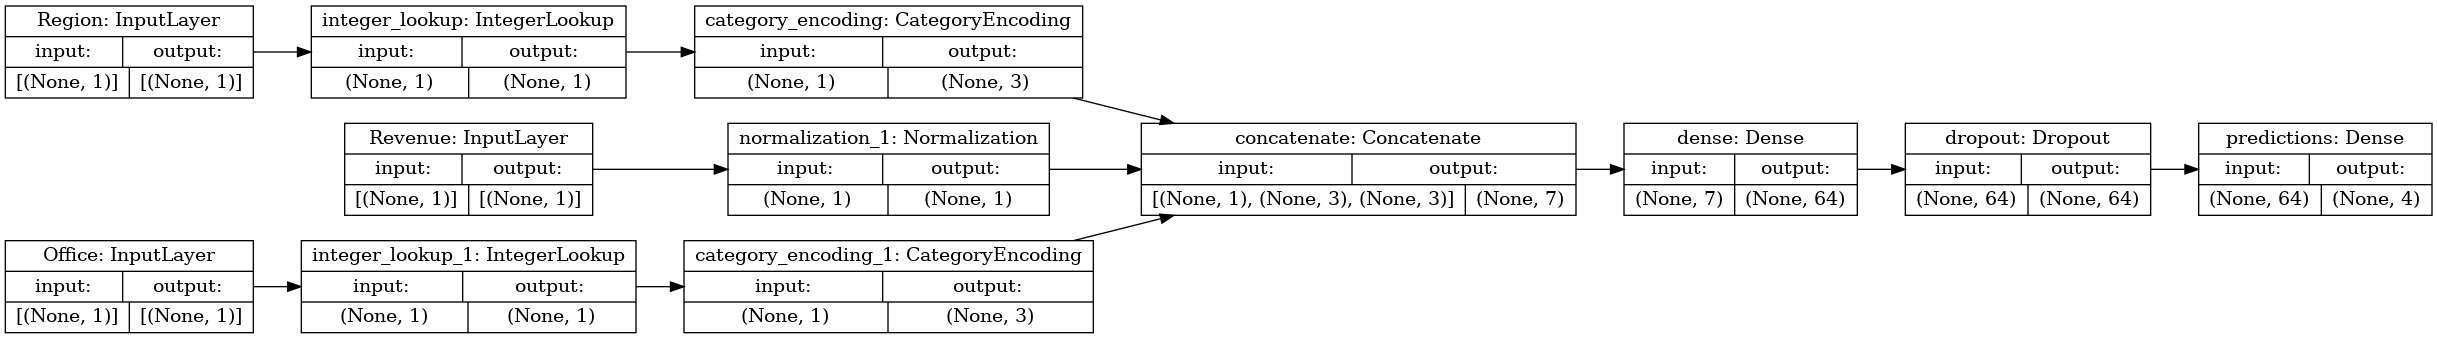 Region: InputLayer
input: output:
[(None, 1)] [(None, 1)]
integer_lookup: IntegerLookup
input: output:
(None, 1) (None, 1)
category_encoding: CategoryEncoding
input: output:
(None, 1) (None, 3)
Revenue: InputLayer
input: output:
[(None, 1)] [(None, 1)]
normalization_1: Normalization
input: output:
(None, 1) (None, 1)
concatenate: Concatenate
input: output:
[(None, 1), (None, 3), (None, 3)] (None, 7)
dense: Dense
input: output:
(None, 7) (None, 64)
dropout: Dropout
input: output:
(None, 64) (None, 64)
predictions: Dense
input: output:
(None, 64) (None, 4)
Office: InputLayer
input: output:
[(None, 1)] [(None, 1)]
integer_lookup_1: IntegerLookup
input: output:
(None, 1) (None, 1)
category_encoding_1: CategoryEncoding
input: output:
(None, 1) (None, 3)